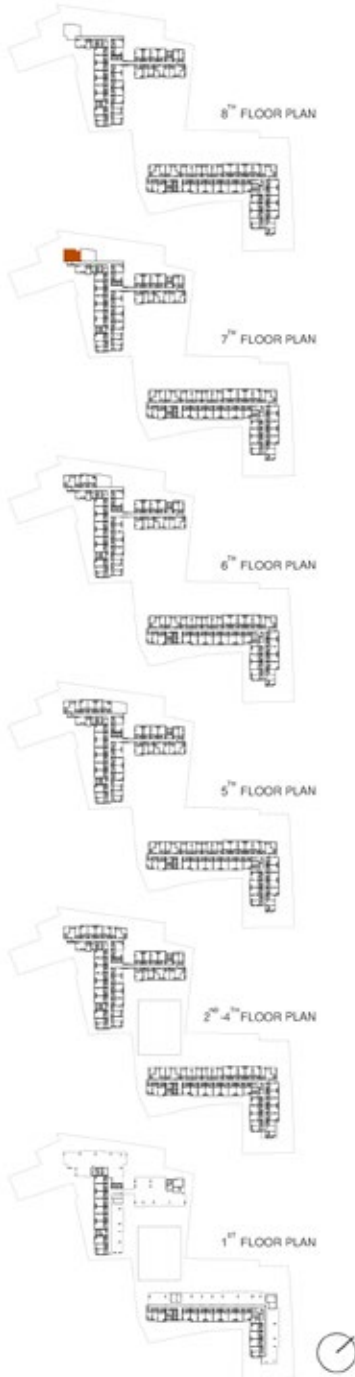 8TH FLOOR PLAN
7TH FLOOR PLAN
6TH FLOOR PLAN
5TH FLOOR PLAN
2ND-4TH FLOOR PLAN
1ST FLOOR PLAN